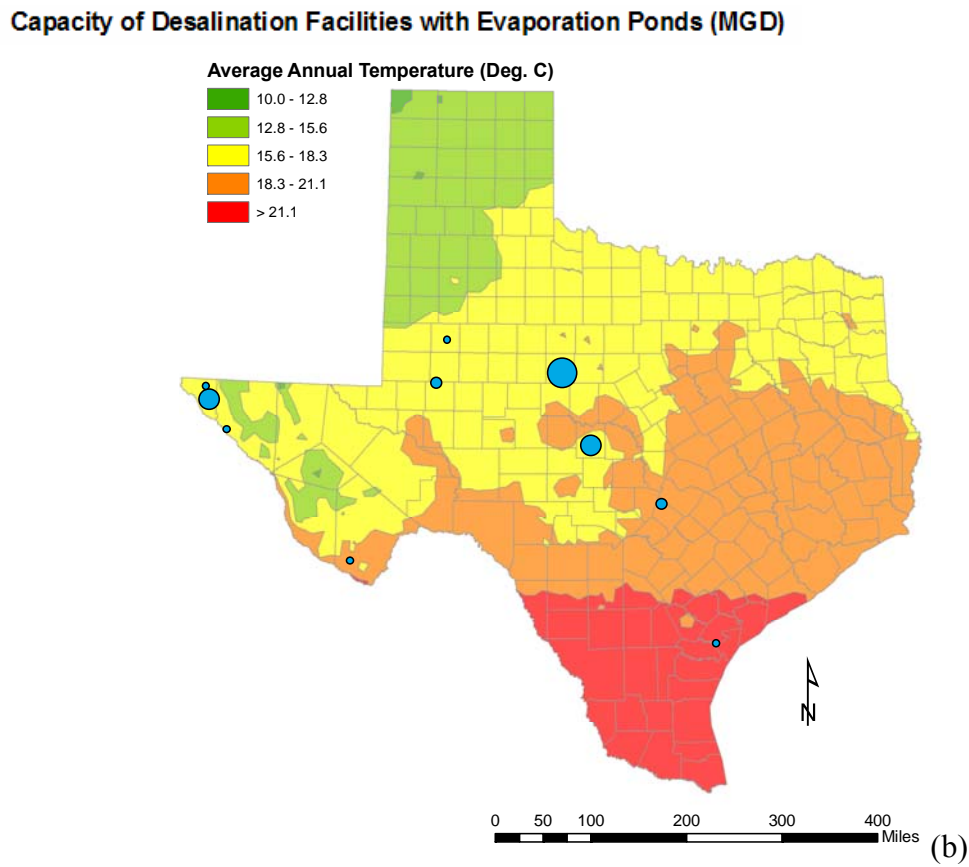 Capacity of Desalination Facilities with Evaporation Ponds (MGD)
Average Annual Temperature (Deg. C)
10.0 - 12.8
12.8 - 15.6
15.6 - 18.3
18.3 - 21.1
> 21.1
N
0 50 100 200 300 400
Miles (b)